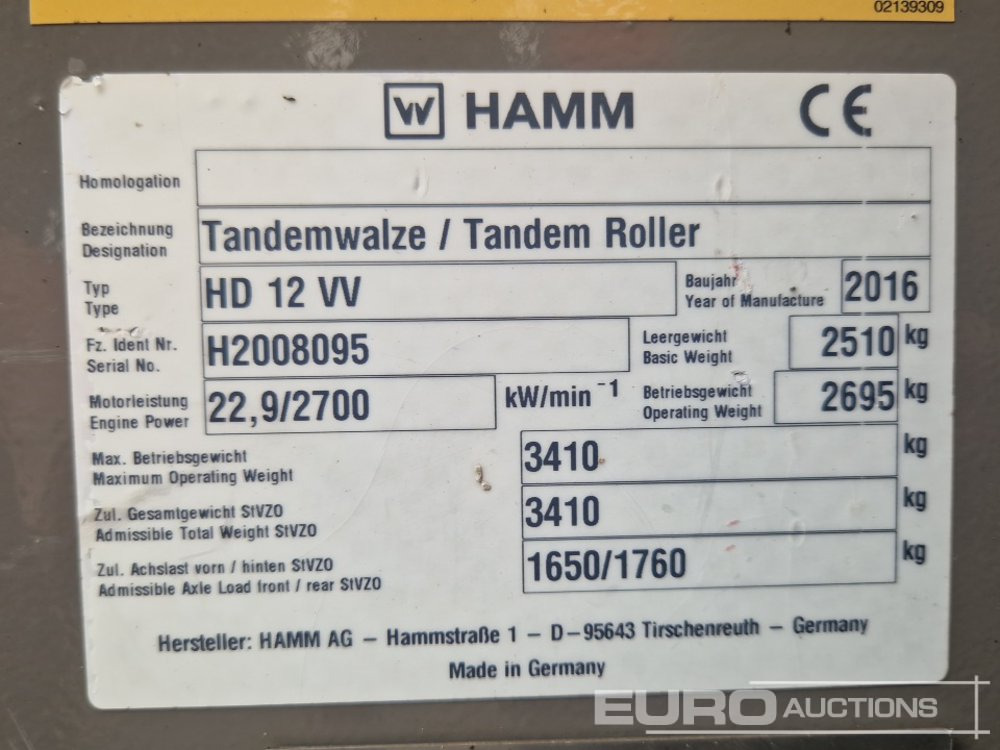 02139309
W HAMM CE
Homologation
Bezeichnung
Designation
Tandemwalze / Tandem Roller
Typ
Type
HD 12 VV
Baujahr
Year of Manufacture
2016
Fz. Ident Nr.
Serial No.
H2008095
Leergewicht
Basic Weight
2510 kg
Motorleistung
Engine Power
22,9/2700 kW/min⁻¹
Betriebsgewicht
Operating Weight
2695 kg
Max. Betriebsgewicht
Maximum Operating Weight
3410 kg
Zul. Gesamtgewicht StVZO
Admissible Total Weight StVZO
3410 kg
Zul. Achslast vorn / hinten StVZO
Admissible Axle Load front / rear StVZO
1650/1760 kg
Hersteller: HAMM AG – Hammstraße 1 – D–95643 Tirschenreuth – Germany
Made in Germany
EURO AUCTIONS